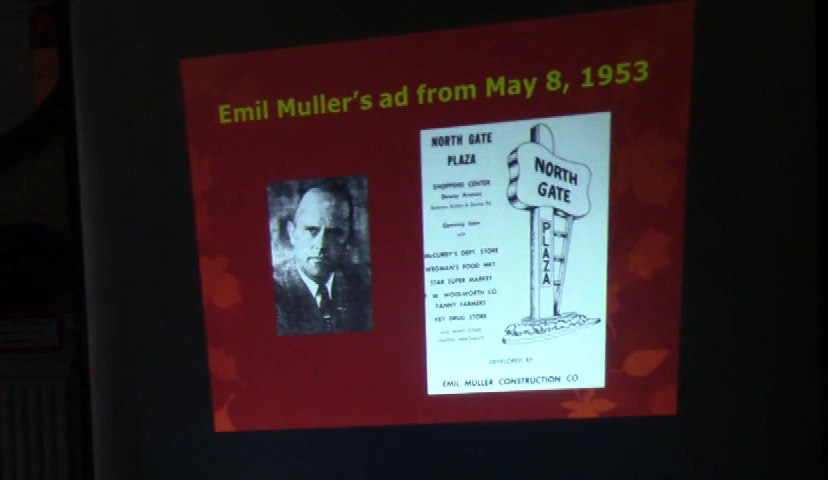 Emil Muller's ad from May 8, 1953
NORTH GATE
PLAZA
SHOPPING CENTER
Dewey Avenue
Opening Soon
with
McCURDY'S DEPT. STORE
WEGMAN'S FOOD MKT.
STAR SUPER MARKET
W. WOOLWORTH CO.
FANNY FARMERS
KEY DRUG STORE
DEVELOPED BY
EMIL MULLER CONSTRUCTION CO.
NORTH
GATE
PLAZA